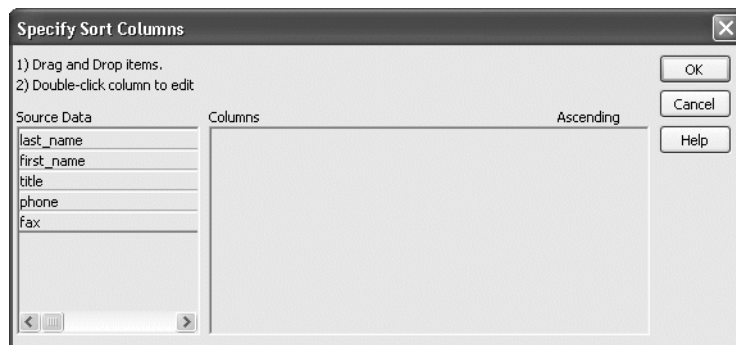 Specify Sort Columns
1) Drag and Drop items.
2) Double-click column to edit
OK
Cancel
Help
Source Data
Columns
Ascending
last_name
first_name
title
phone
fax